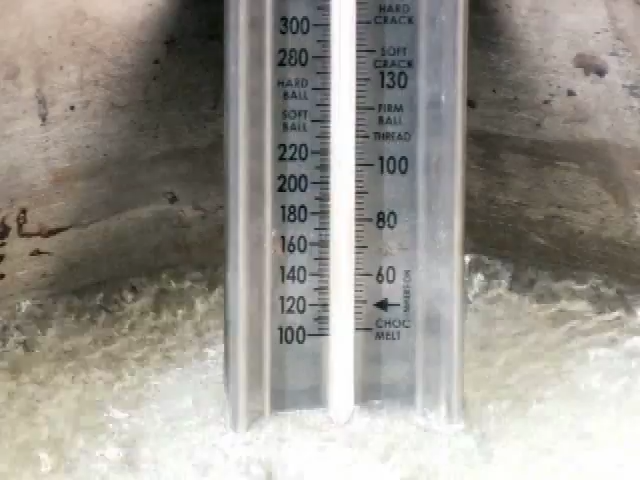 300
HARD
CRACK
280
SOFT
CRACK
HARD
BALL
130
SOFT
BALL
FIRM
BALL
THREAD
220
100
200
180
80
160
140
60
120
100
CHOC
MELT